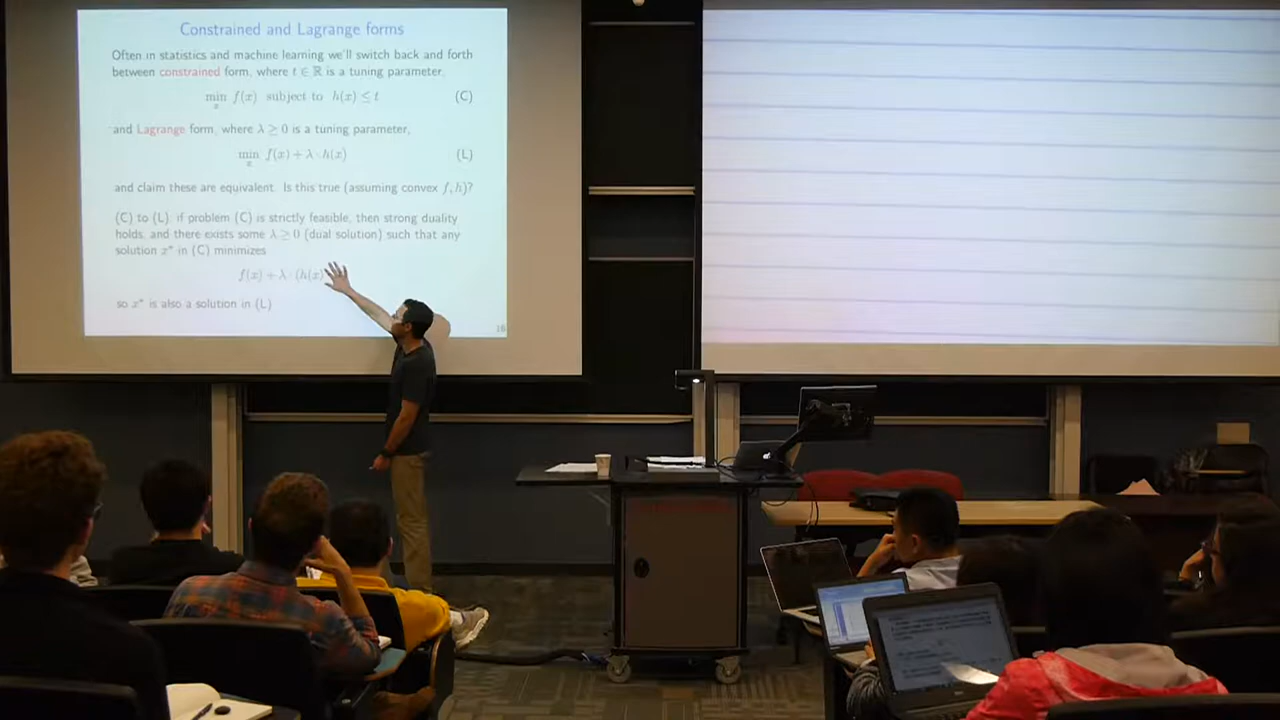 Constrained and Lagrange forms
Often in statistics and machine learning we'll switch back and forth
between constrained form, where t ∈ ℝ is a tuning parameter,
min f(x) subject to h(x) ≤ t (C)
x
and Lagrange form, where λ ≥ 0 is a tuning parameter,
min f(x) + λ · h(x) (L)
x
and claim these are equivalent. Is this true (assuming convex f, h)?
(C) to (L): if problem (C) is strictly feasible, then strong duality
holds, and there exists some λ ≥ 0 (dual solution) such that any
solution x* in (C) minimizes
f(x) + λ · (h(x)
so x* is also a solution in (L)
16